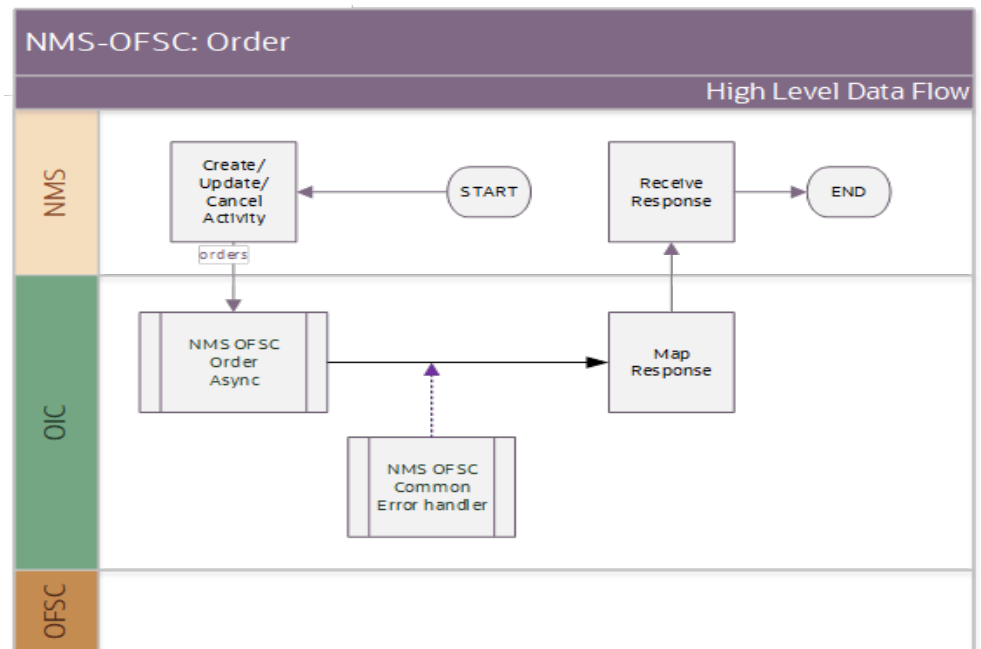 NMS-OFSC: Order
High Level Data Flow
NMS
Create/
Update/
Cancel
Activity
START
Receive
Response
END
orders
OIC
NMS OFSC
Order
Async
Map
Response
NMS OFSC
Common
Error handler
OFSC